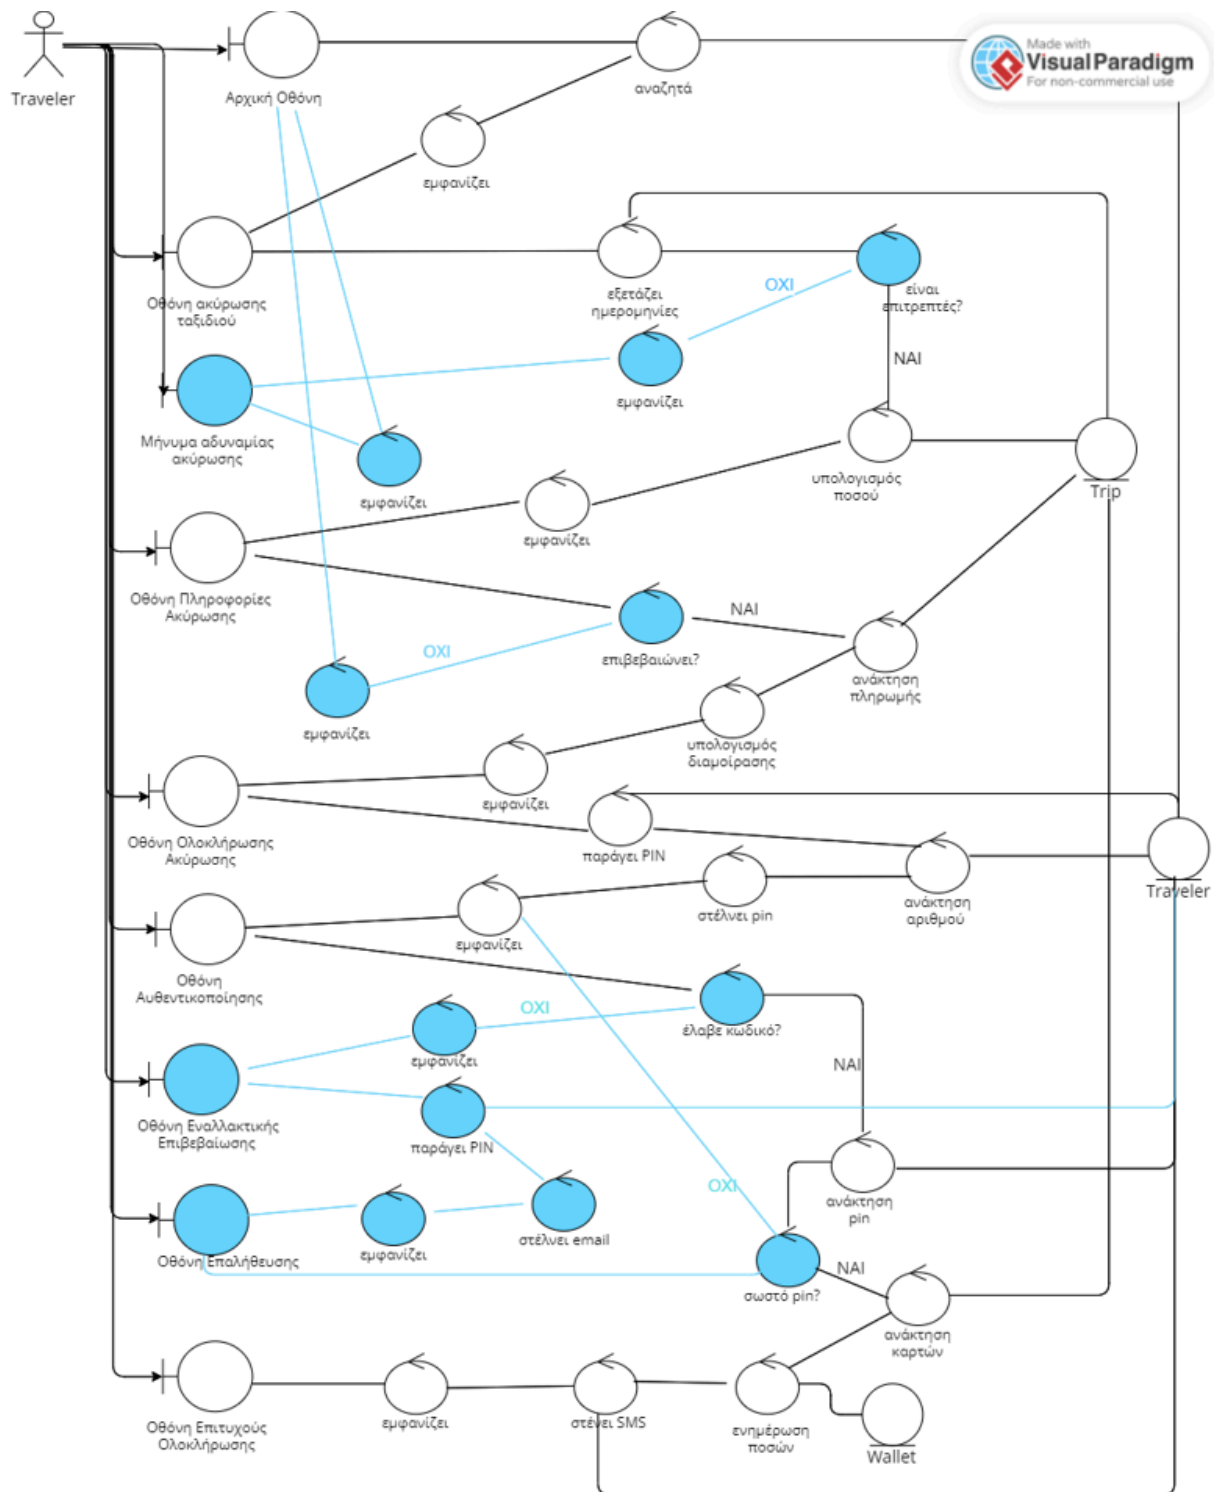 Made with
Visual Paradigm
For non-commercial use
Traveler
Αρχική Οθόνη
αναζητά
εμφανίζει
Οθόνη ακύρωσης
ταξιδιού
εξετάζει
ημερομηνίες
ΟΧΙ
είναι
επιτρεπτές?
ΝΑΙ
εμφανίζει
Μήνυμα αδυναμίας
ακύρωσης
εμφανίζει
υπολογισμός
ποσού
Trip
εμφανίζει
Οθόνη Πληροφορίες
Ακύρωσης
ΝΑΙ
ΟΧΙ
επιβεβαιώνει?
ανάκτηση
πληρωμής
εμφανίζει
υπολογισμός
διαμοίρασης
εμφανίζει
Οθόνη Ολοκλήρωσης
Ακύρωσης
παράγει PIN
Traveler
ανάκτηση
αριθμού
στέλνει pin
εμφανίζει
Οθόνη
Αυθεντικοποίησης
ΟΧΙ
έλαβε κωδικό?
εμφανίζει
ΝΑΙ
Οθόνη Εναλλακτικής
Επιβεβαίωσης
παράγει PIN
ΟΧΙ
ανάκτηση
pin
στέλνει email
εμφανίζει
Οθόνη Επαλήθευσης
ΝΑΙ
σωστό pin?
ανάκτηση
καρτών
Οθόνη Επιτυχούς
Ολοκλήρωσης
εμφανίζει
στένει SMS
ενημέρωση
ποσών
Wallet